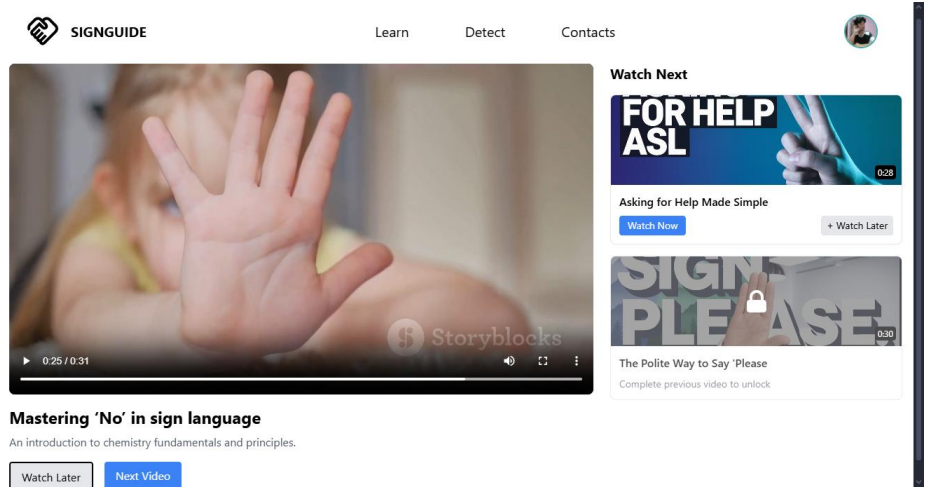 SIGNGUIDE
Learn
Detect
Contacts
Storyblocks
0:25 / 0:31
Mastering ‘No’ in sign language
An introduction to chemistry fundamentals and principles.
Watch Later
Next Video
Watch Next
FOR HELP
ASL
0:28
Asking for Help Made Simple
Watch Now
+ Watch Later
SIGN
PLEASE!
0:30
The Polite Way to Say ‘Please
Complete previous video to unlock